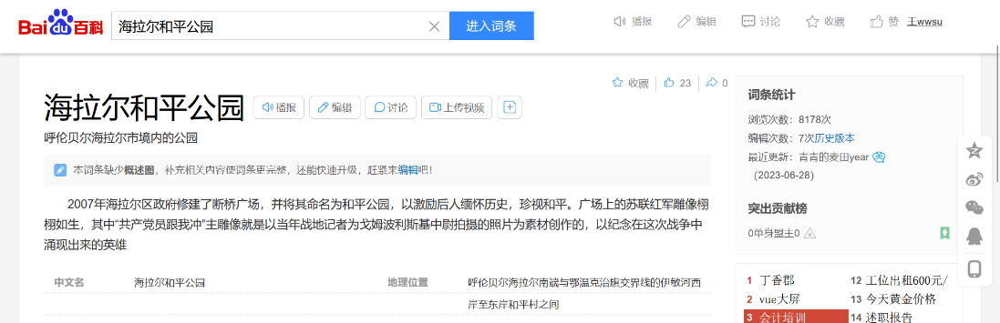 Bai du 百科
海拉尔和平公园
进入词条
播报
编辑
讨论
收藏
赞
王wwsu
收藏
23
0
海拉尔和平公园
播报
编辑
讨论
上传视频
呼伦贝尔海拉尔市境内的公园
本词条缺少概述图，补充相关内容使词条更完整，还能快速升级，赶紧来编辑吧！
2007年海拉尔区政府修建了断桥广场，并将其命名为和平公园，以激励后人缅怀历史，珍视和平。广场上的苏联红军雕像栩
栩如生，其中“共产党员跟我冲”主雕像就是以当年战地记者为戈姆波利斯基中尉拍摄的照片为素材创作的，以纪念在这次战争中
涌现出来的英雄
中文名
海拉尔和平公园
地理位置
呼伦贝尔海拉尔南端与鄂温克治旗交界线的伊敏河西
岸至东岸和平村之间
词条统计
浏览次数：8178次
编辑次数：7次历史版本
最近更新：青青的麦田year
（2023-06-28）
突出贡献榜
0单身盟主0
1 丁香郡
12 工位出租600元/
2 vue大屏
13 今天黄金价格
3 会计培训
14 述职报告